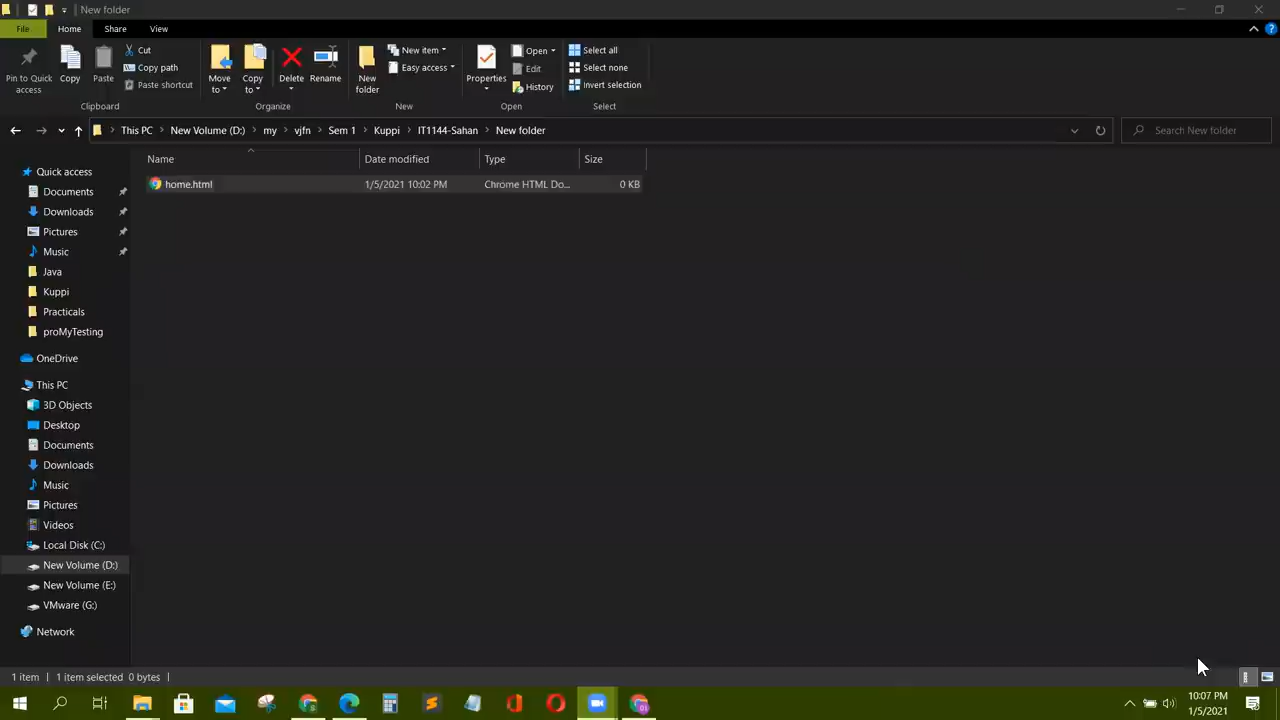 New folder
File Home Share View
Pin to Quick access
Copy
Paste
Cut
Copy path
Paste shortcut
Clipboard
Move to
Copy to
Delete
Rename
Organize
New folder
New item
Easy access
New
Properties
Open
Edit
History
Open
Select all
Select none
Invert selection
Select
This PC > New Volume (D:) > my > vjfn > Sem 1 > Kuppi > IT1144-Sahan > New folder
Search New folder
Name Date modified Type Size
home.html 1/5/2021 10:02 PM Chrome HTML Do... 0 KB
Quick access
Documents
Downloads
Pictures
Music
Java
Kuppi
Practicals
proMyTesting
OneDrive
This PC
3D Objects
Desktop
Documents
Downloads
Music
Pictures
Videos
Local Disk (C:)
New Volume (D:)
New Volume (E:)
VMware (G:)
Network
1 item 1 item selected 0 bytes
10:07 PM
1/5/2021